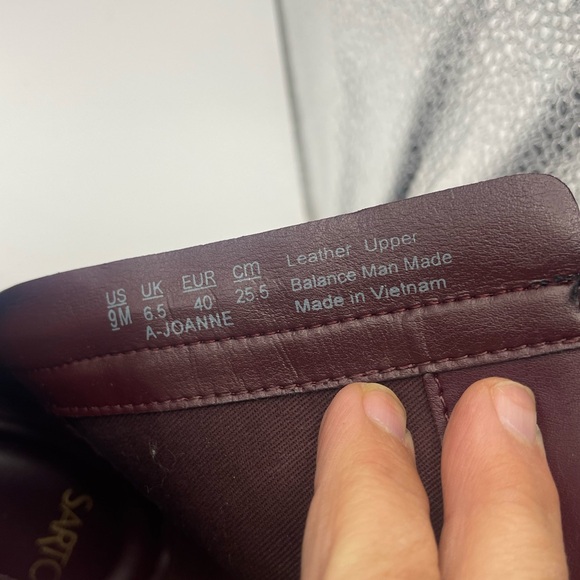 US UK EUR cm
9M 6.5 40 25.5
A-JOANNE
Leather Upper
Balance Man Made
Made in Vietnam
SARTO